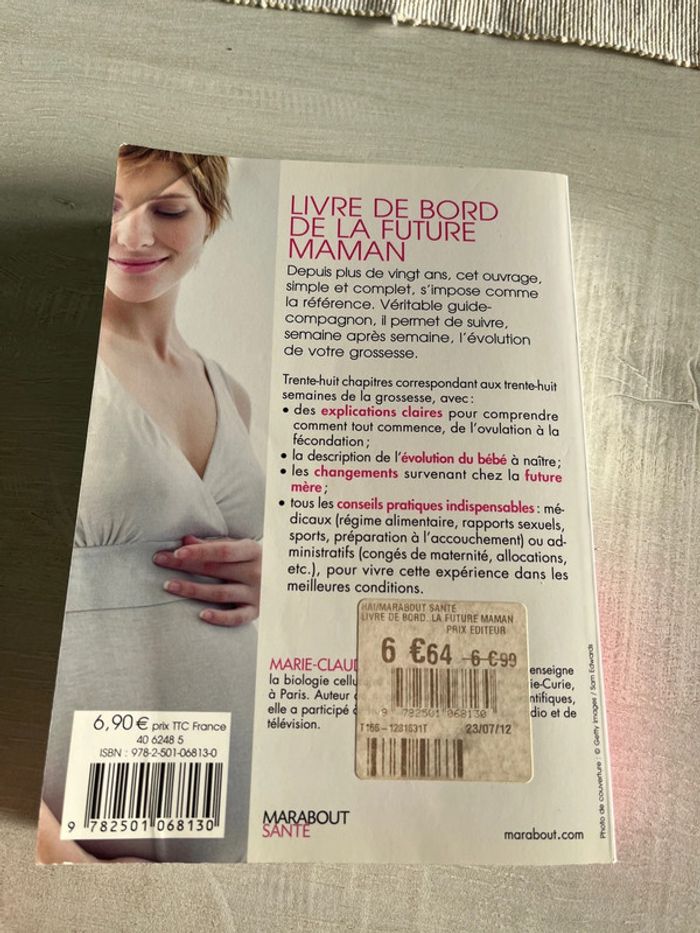 LIVRE DE BORD
DE LA FUTURE
MAMAN
Depuis plus de vingt ans, cet ouvrage,
simple et complet, s'impose comme
la référence. Véritable guide-
compagnon, il permet de suivre,
semaine après semaine, l'évolution
de votre grossesse.
Trente-huit chapitres correspondant aux trente-huit
semaines de la grossesse, avec :
• des explications claires pour comprendre
comment tout commence, de l'ovulation à la
fécondation ;
• la description de l'évolution du bébé à naître ;
• les changements survenant chez la future
mère ;
• tous les conseils pratiques indispensables : mé-
dicaux (régime alimentaire, rapports sexuels,
sports, préparation à l'accouchement) ou ad-
ministratifs (congés de maternité, allocations,
etc.), pour vivre cette expérience dans les
meilleures conditions.
HAI/MARABOUT SANTE
LIVRE DE BORD..LA FUTURE MAMAN
PRIX EDITEUR
6 €64 6 €99
9 782501 068130
T166-1281631T 23/07/12
MARIE-CLAUD enseigne
la biologie cellu ie-Curie,
à Paris. Auteur ntifiques,
elle a participé à dio et de
télévision.
6,90 € prix TTC France
40 6248 5
ISBN : 978-2-501-06813-0
9 782501 068130
MARABOUT
SANTÉ
marabout.com
Photo de couverture : © Getty Images / Sam Edwards